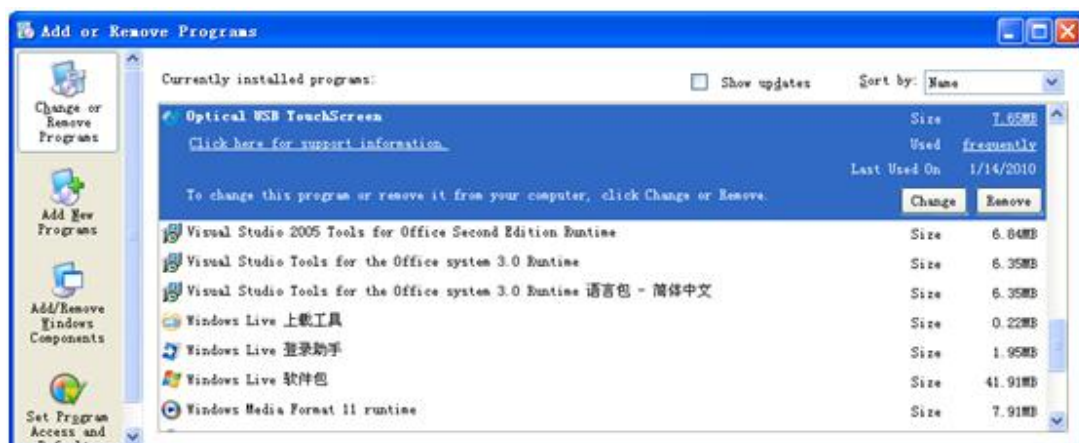 Add or Remove Programs
Change or
Remove
Programs
Add New
Programs
Add/Remove
Windows
Components
Set Program
Access and
Currently installed programs:
Show updates
Sort by: Name
Optical USB TouchScreen Size 7.65MB
Click here for support information. Used frequently
Last Used On 1/14/2010
To change this program or remove it from your computer, click Change or Remove. Change Remove
Visual Studio 2005 Tools for Office Second Edition Runtime Size 6.84MB
Visual Studio Tools for the Office system 3.0 Runtime Size 6.35MB
Visual Studio Tools for the Office system 3.0 Runtime 语言包 - 简体中文 Size 6.35MB
Windows Live 上载工具 Size 0.22MB
Windows Live 登录助手 Size 1.95MB
Windows Live 软件包 Size 41.91MB
Windows Media Format 11 runtime Size 7.91MB